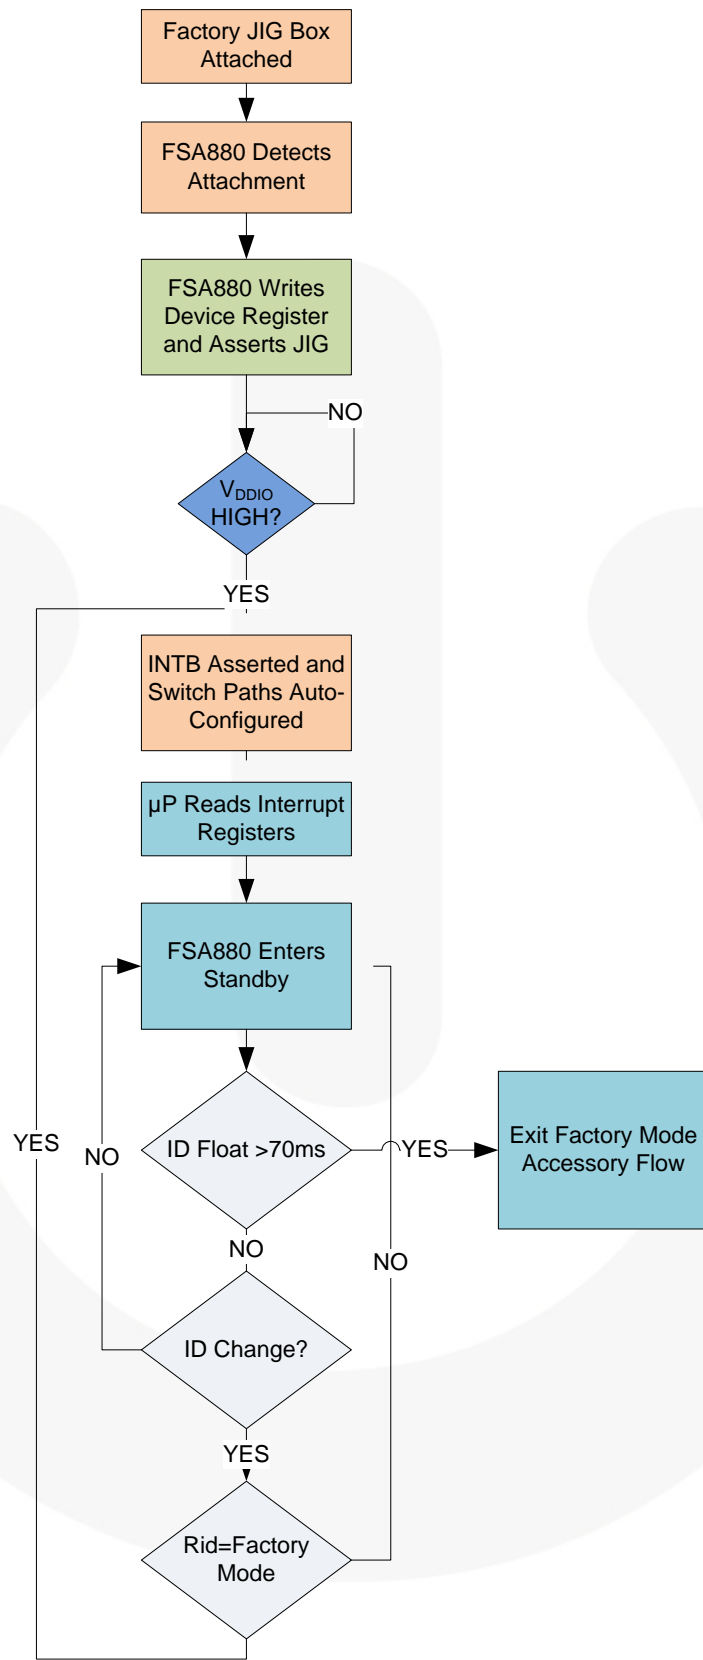 Factory JIG Box
Attached
FSA880 Detects
Attachment
FSA880 Writes
Device Register
and Asserts JIG
NO
VDDIO
HIGH?
YES
INTB Asserted and
Switch Paths Auto-
Configured
µP Reads Interrupt
Registers
FSA880 Enters
Standby
YES
NO
ID Float >70ms
YES
Exit Factory Mode
Accessory Flow
NO
NO
ID Change?
YES
Rid=Factory
Mode